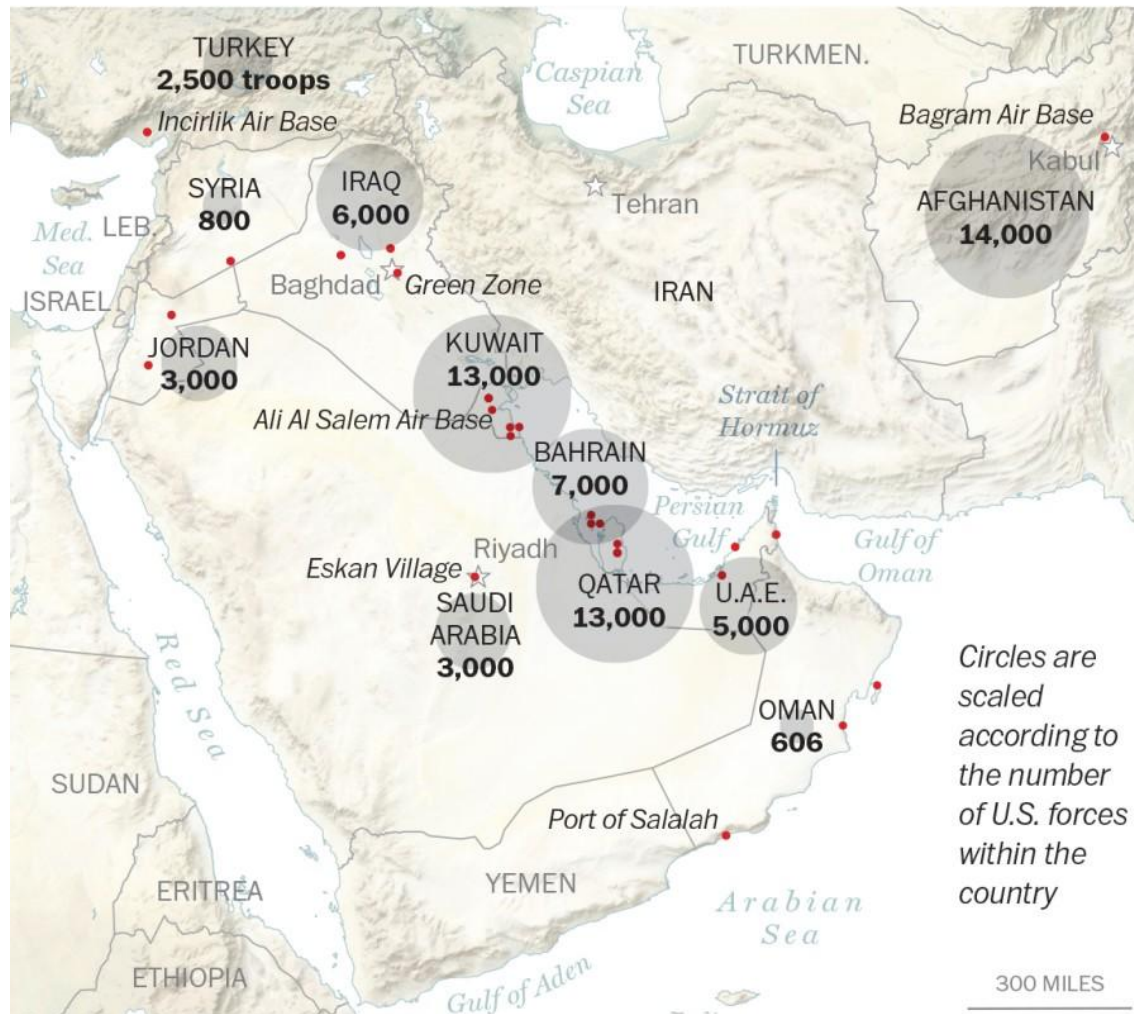 TURKEY
2,500 troops
Incirlik Air Base
Caspian
Sea
TURKMEN.
Bagram Air Base
Kabul
AFGHANISTAN
14,000
SYRIA
800
IRAQ
6,000
Tehran
Med.
Sea
LEB.
ISRAEL
Baghdad
Green Zone
IRAN
JORDAN
3,000
KUWAIT
13,000
Ali Al Salem Air Base
Strait of
Hormuz
BAHRAIN
7,000
Persian
Gulf
Gulf of
Oman
Riyadh
Eskan Village
SAUDI
ARABIA
3,000
QATAR
13,000
U.A.E.
5,000
Red Sea
OMAN
606
Circles are
scaled
according to
the number
of U.S. forces
within the
country
SUDAN
Port of Salalah
YEMEN
ERITREA
Arabian
Sea
ETHIOPIA
Gulf of Aden
300 MILES